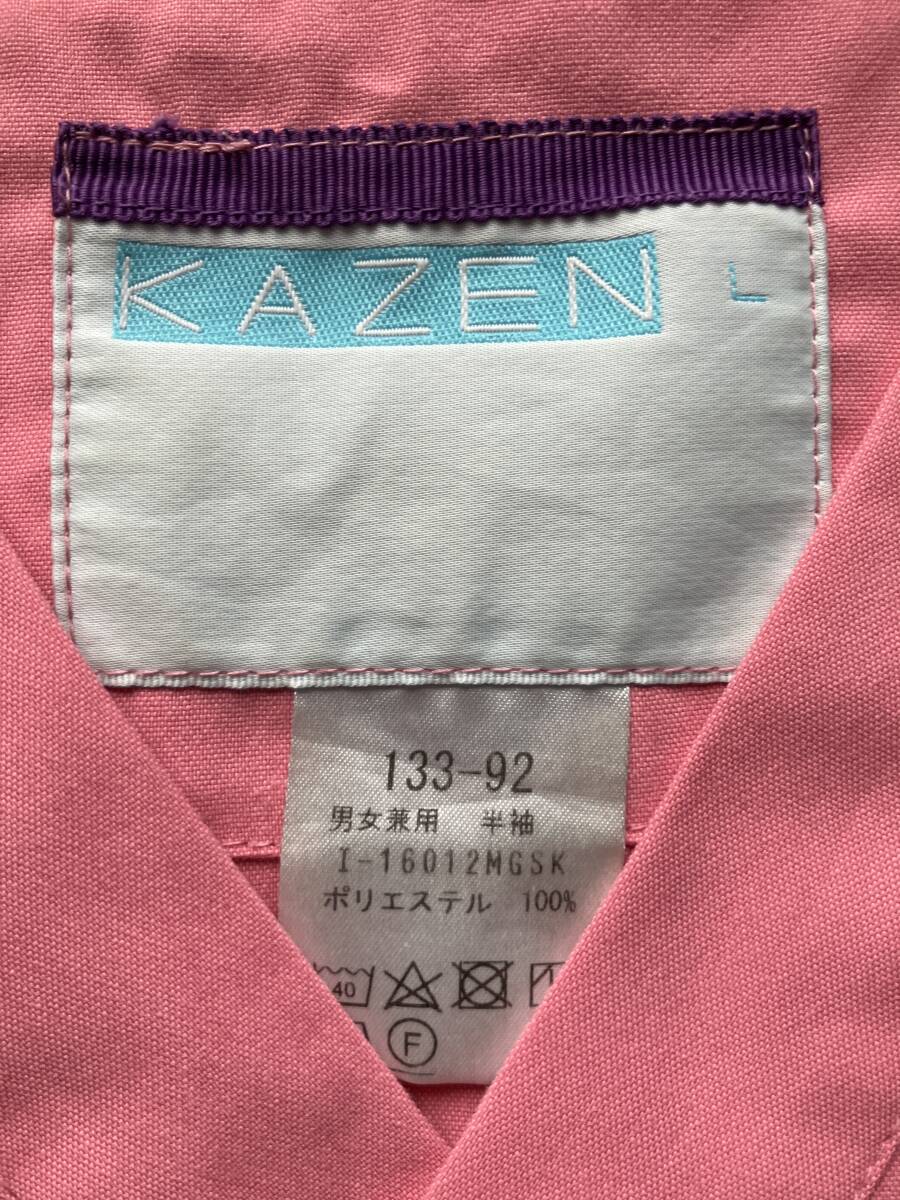 KAZEN L
133-92
男女兼用 半袖
I-16012MGSK
ポリエステル 100%
40
F